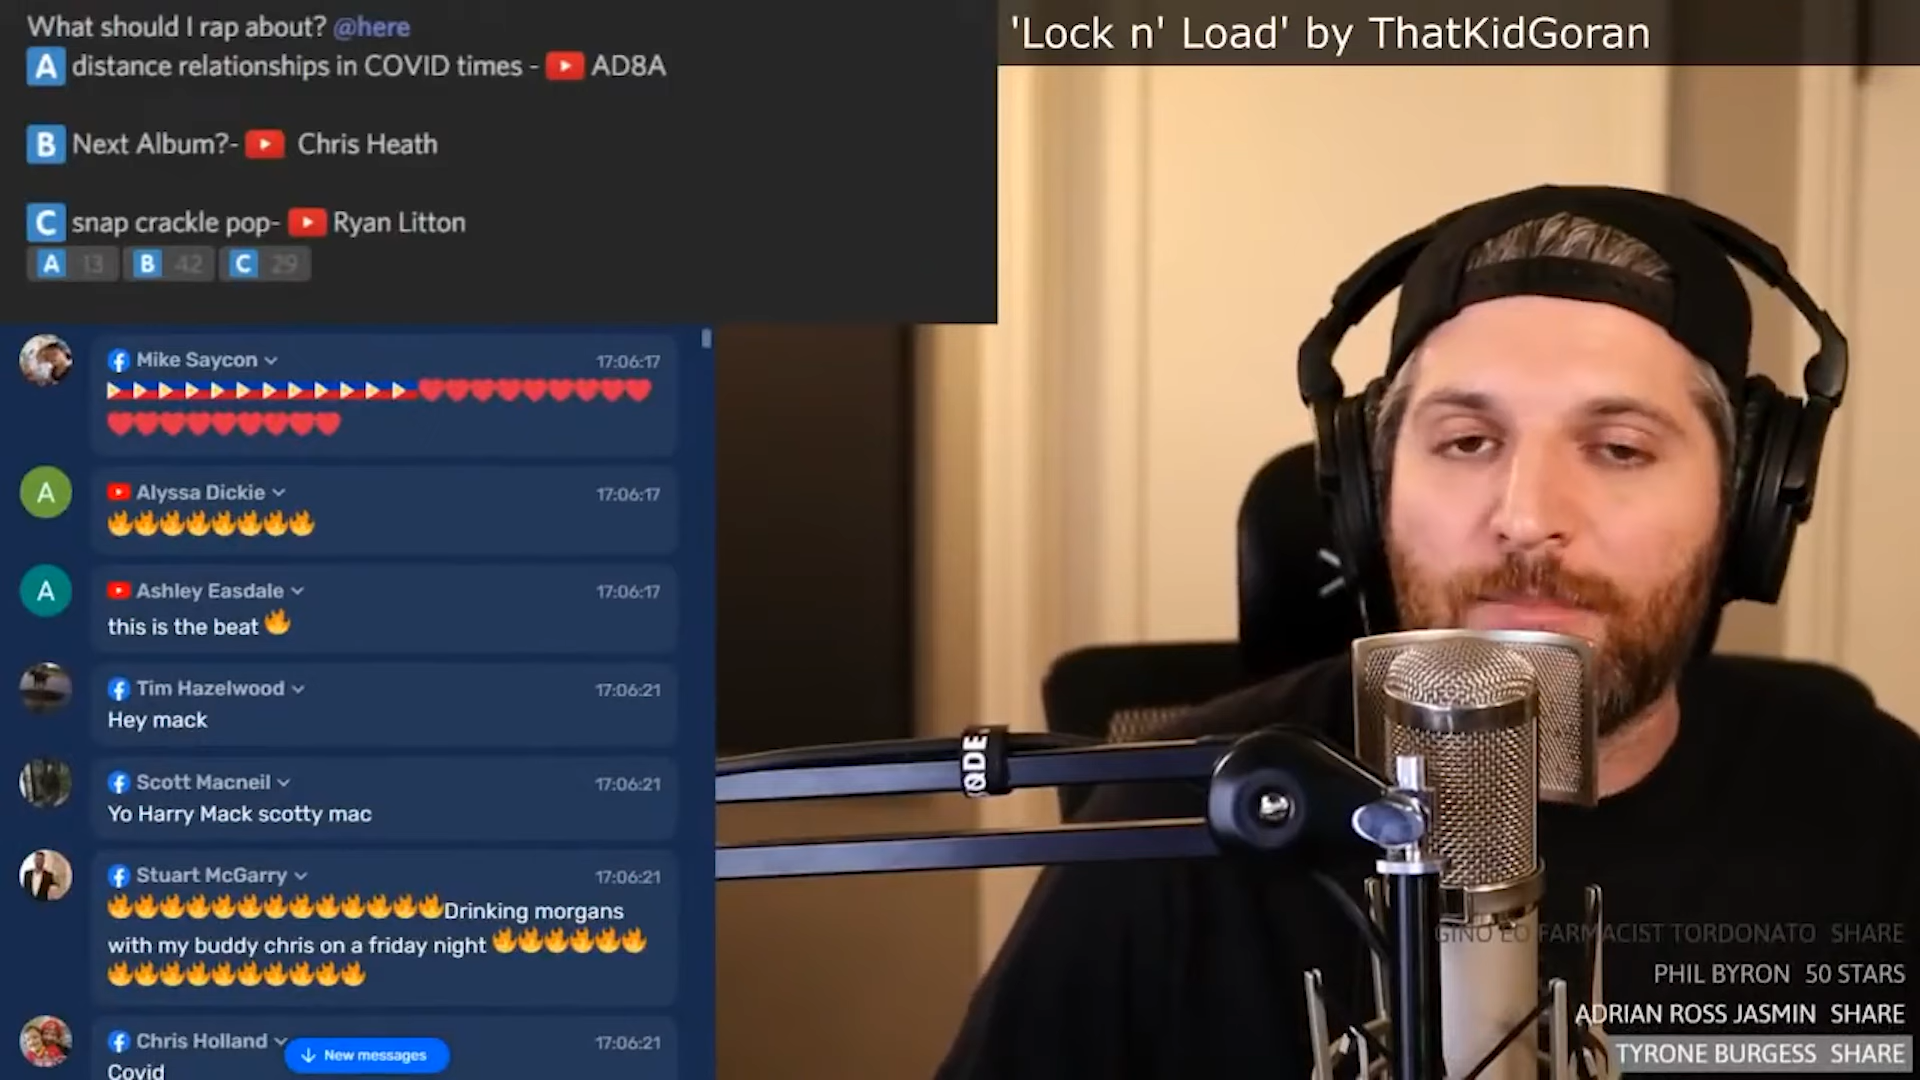 What should I rap about? @here
A distance relationships in COVID times - AD8A
B Next Album?- Chris Heath
C snap crackle pop- Ryan Litton
A 13 B 42 C 29
'Lock n' Load' by ThatKidGoran
Mike Saycon 17:06:17
A Alyssa Dickie 17:06:17
A Ashley Easdale 17:06:17
this is the beat
Tim Hazelwood 17:06:21
Hey mack
Scott Macneil 17:06:21
Yo Harry Mack scotty mac
Stuart McGarry 17:06:21
Drinking morgans
with my buddy chris on a friday night
Chris Holland 17:06:21
Covid
New messages
GINO LO FARMACIST TORDONATO SHARE
PHIL BYRON 50 STARS
ADRIAN ROSS JASMIN SHARE
TYRONE BURGESS SHARE